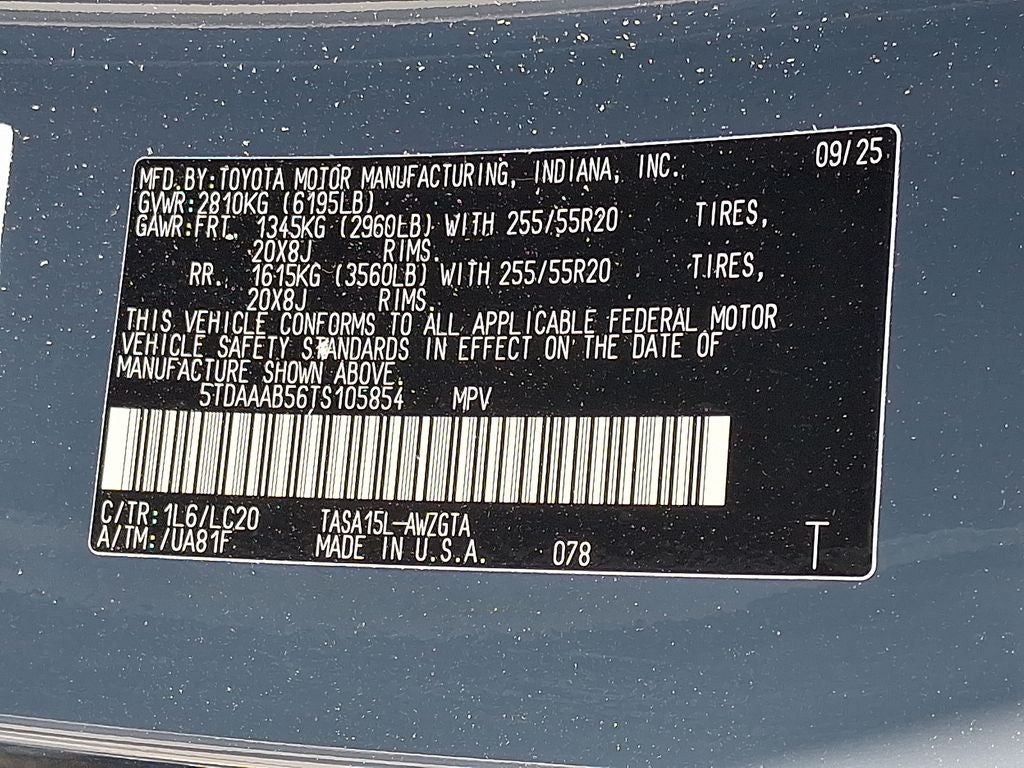 09/25
MFD.BY:TOYOTA MOTOR MANUFACTURING, INDIANA, INC.
GVWR:2810KG (6195LB)
GAWR:FRT. 1345KG (2960LB) WITH 255/55R20 TIRES,
20X8J RIMS.
RR. 1615KG (3560LB) WITH 255/55R20 TIRES,
20X8J RIMS.
THIS VEHICLE CONFORMS TO ALL APPLICABLE FEDERAL MOTOR
VEHICLE SAFETY STANDARDS IN EFFECT ON THE DATE OF
MANUFACTURE SHOWN ABOVE.
5TDAAAB56TS105854 MPV
C/TR:1L6/LC20 TASA15L-AWZGTA
A/TM:/UA81F MADE IN U.S.A. 078 T